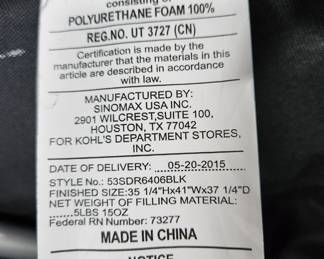 consisting of
POLYURETHANE FOAM 100%
REG.NO. UT 3727 (CN)
Certification is made by the
manufacturer that the materials in this
article are described in accordance
with law.
MANUFACTURED BY:
SINOMAX USA INC.
2901 WILCREST,SUITE 100,
HOUSTON, TX 77042
FOR KOHL'S DEPARTMENT STORES,
INC.
DATE OF DELIVERY: 05-20-2015
STYLE No.: 53SDR6406BLK
FINISHED SIZE:35 1/4"Hx41"Wx37 1/4"D
NET WEIGHT OF FILLING MATERIAL:
......5LBS 15OZ
Federal RN Number: 73277
MADE IN CHINA
NOTICE